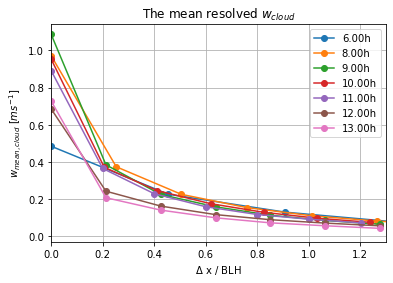 The mean resolved w_cloud
w_mean,cloud [ms⁻¹]
1.0
0.8
0.6
0.4
0.2
0.0
6.00h
8.00h
9.00h
10.00h
11.00h
12.00h
13.00h
0.0 0.2 0.4 0.6 0.8 1.0 1.2
Δ x / BLH